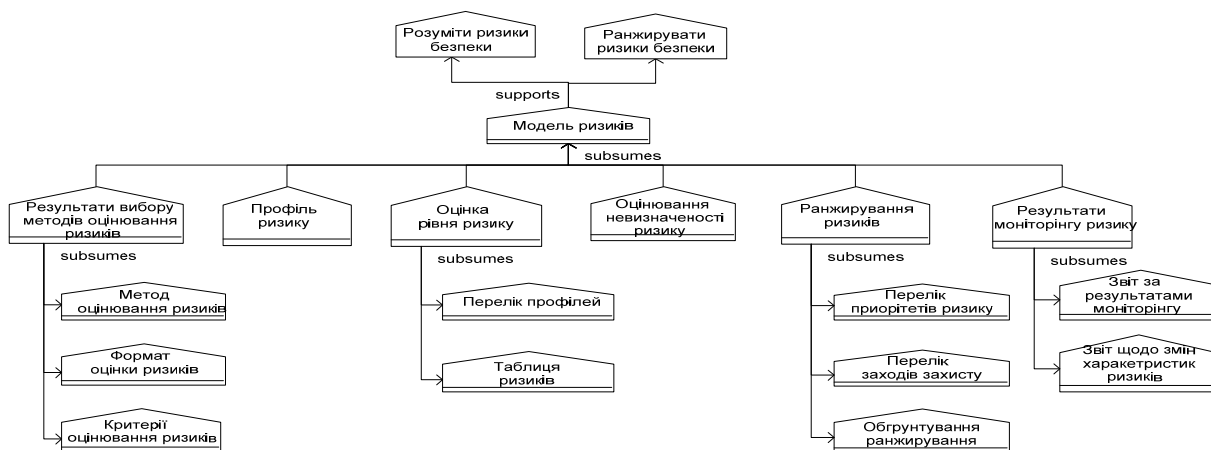 Розуміти ризики
безпеки
Ранжирувати
ризики безпеки
supports
Модель ризиків
subsumes
Результати вибору
методів оцінювання
ризиків
Профіль
ризику
Оцінка
рівня ризику
Оцінювання
невизначеності
ризику
Ранжирування
ризиків
Результати
моніторінгу ризику
subsumes
subsumes
subsumes
subsumes
Метод
оцінювання ризиків
Формат
оцінки ризиків
Критерії
оцінювання ризиків
Перелік профілей
Таблиця
ризиків
Перелік
приорітетів ризику
Перелік
заходів захисту
Обгрунтування
ранжирування
Звіт за
результатами
моніторінгу
Звіт щодо змін
характристик
ризиків